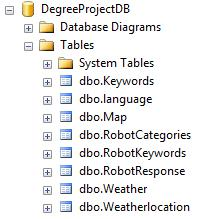 DegreeProjectDB
Database Diagrams
Tables
System Tables
dbo.Keywords
dbo.language
dbo.Map
dbo.RobotCategories
dbo.RobotKeywords
dbo.RobotResponse
dbo.Weather
dbo.Weatherlocation